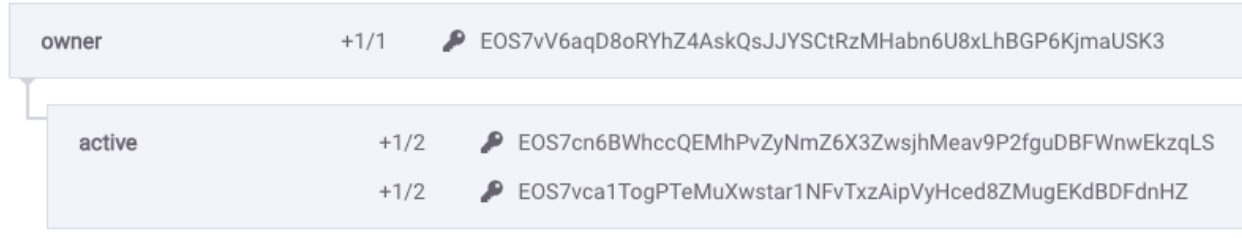 owner +1/1 EOS7vV6aqD8oRYhZ4AskQsJJYSCtRzMHabn6U8xLhBGP6KjmaUSK3
active +1/2 EOS7cn6BWhccQEMhPvZyNmZ6X3ZwsjhMeav9P2fguDBFWnwEkzqLS
+1/2 EOS7vca1TogPTeMuXwstar1NFvTxzAipVyHced8ZMugEKdBDFdnHZ